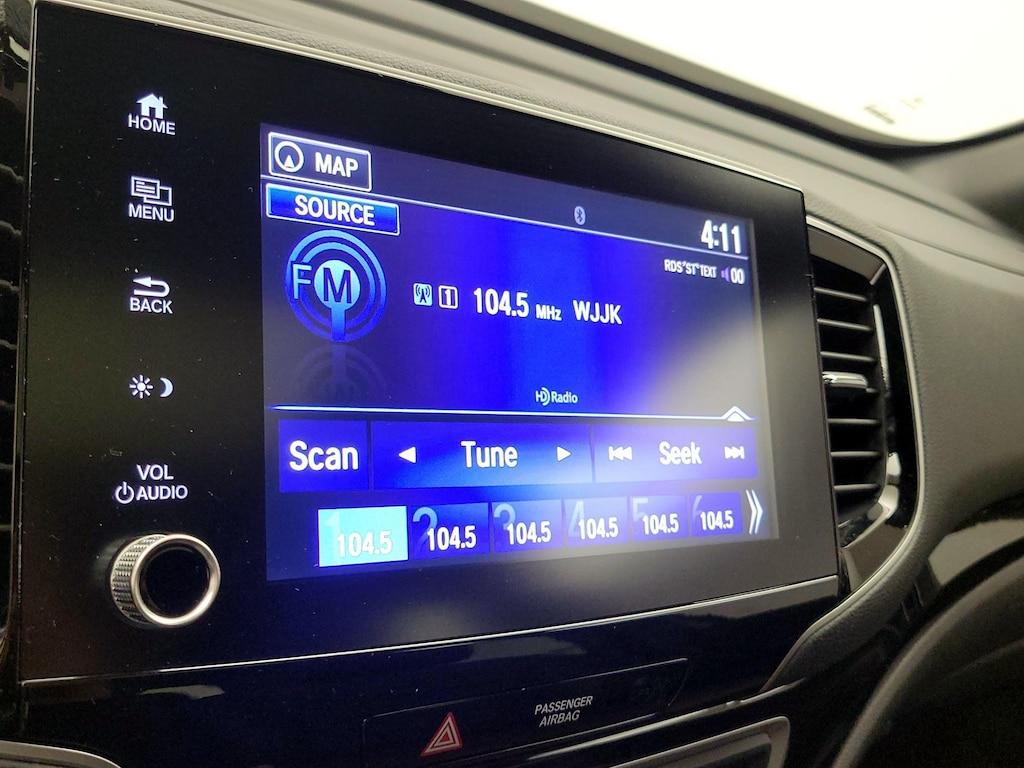 HOME
MENU
BACK
VOL
AUDIO
MAP
SOURCE
4:11
RDS "ST" TEXT 00
FM
1 104.5 MHz WJJK
HD Radio
Scan Tune Seek
1 104.5 2 104.5 3 104.5 4 104.5 5 104.5 6 104.5
PASSENGER
AIRBAG